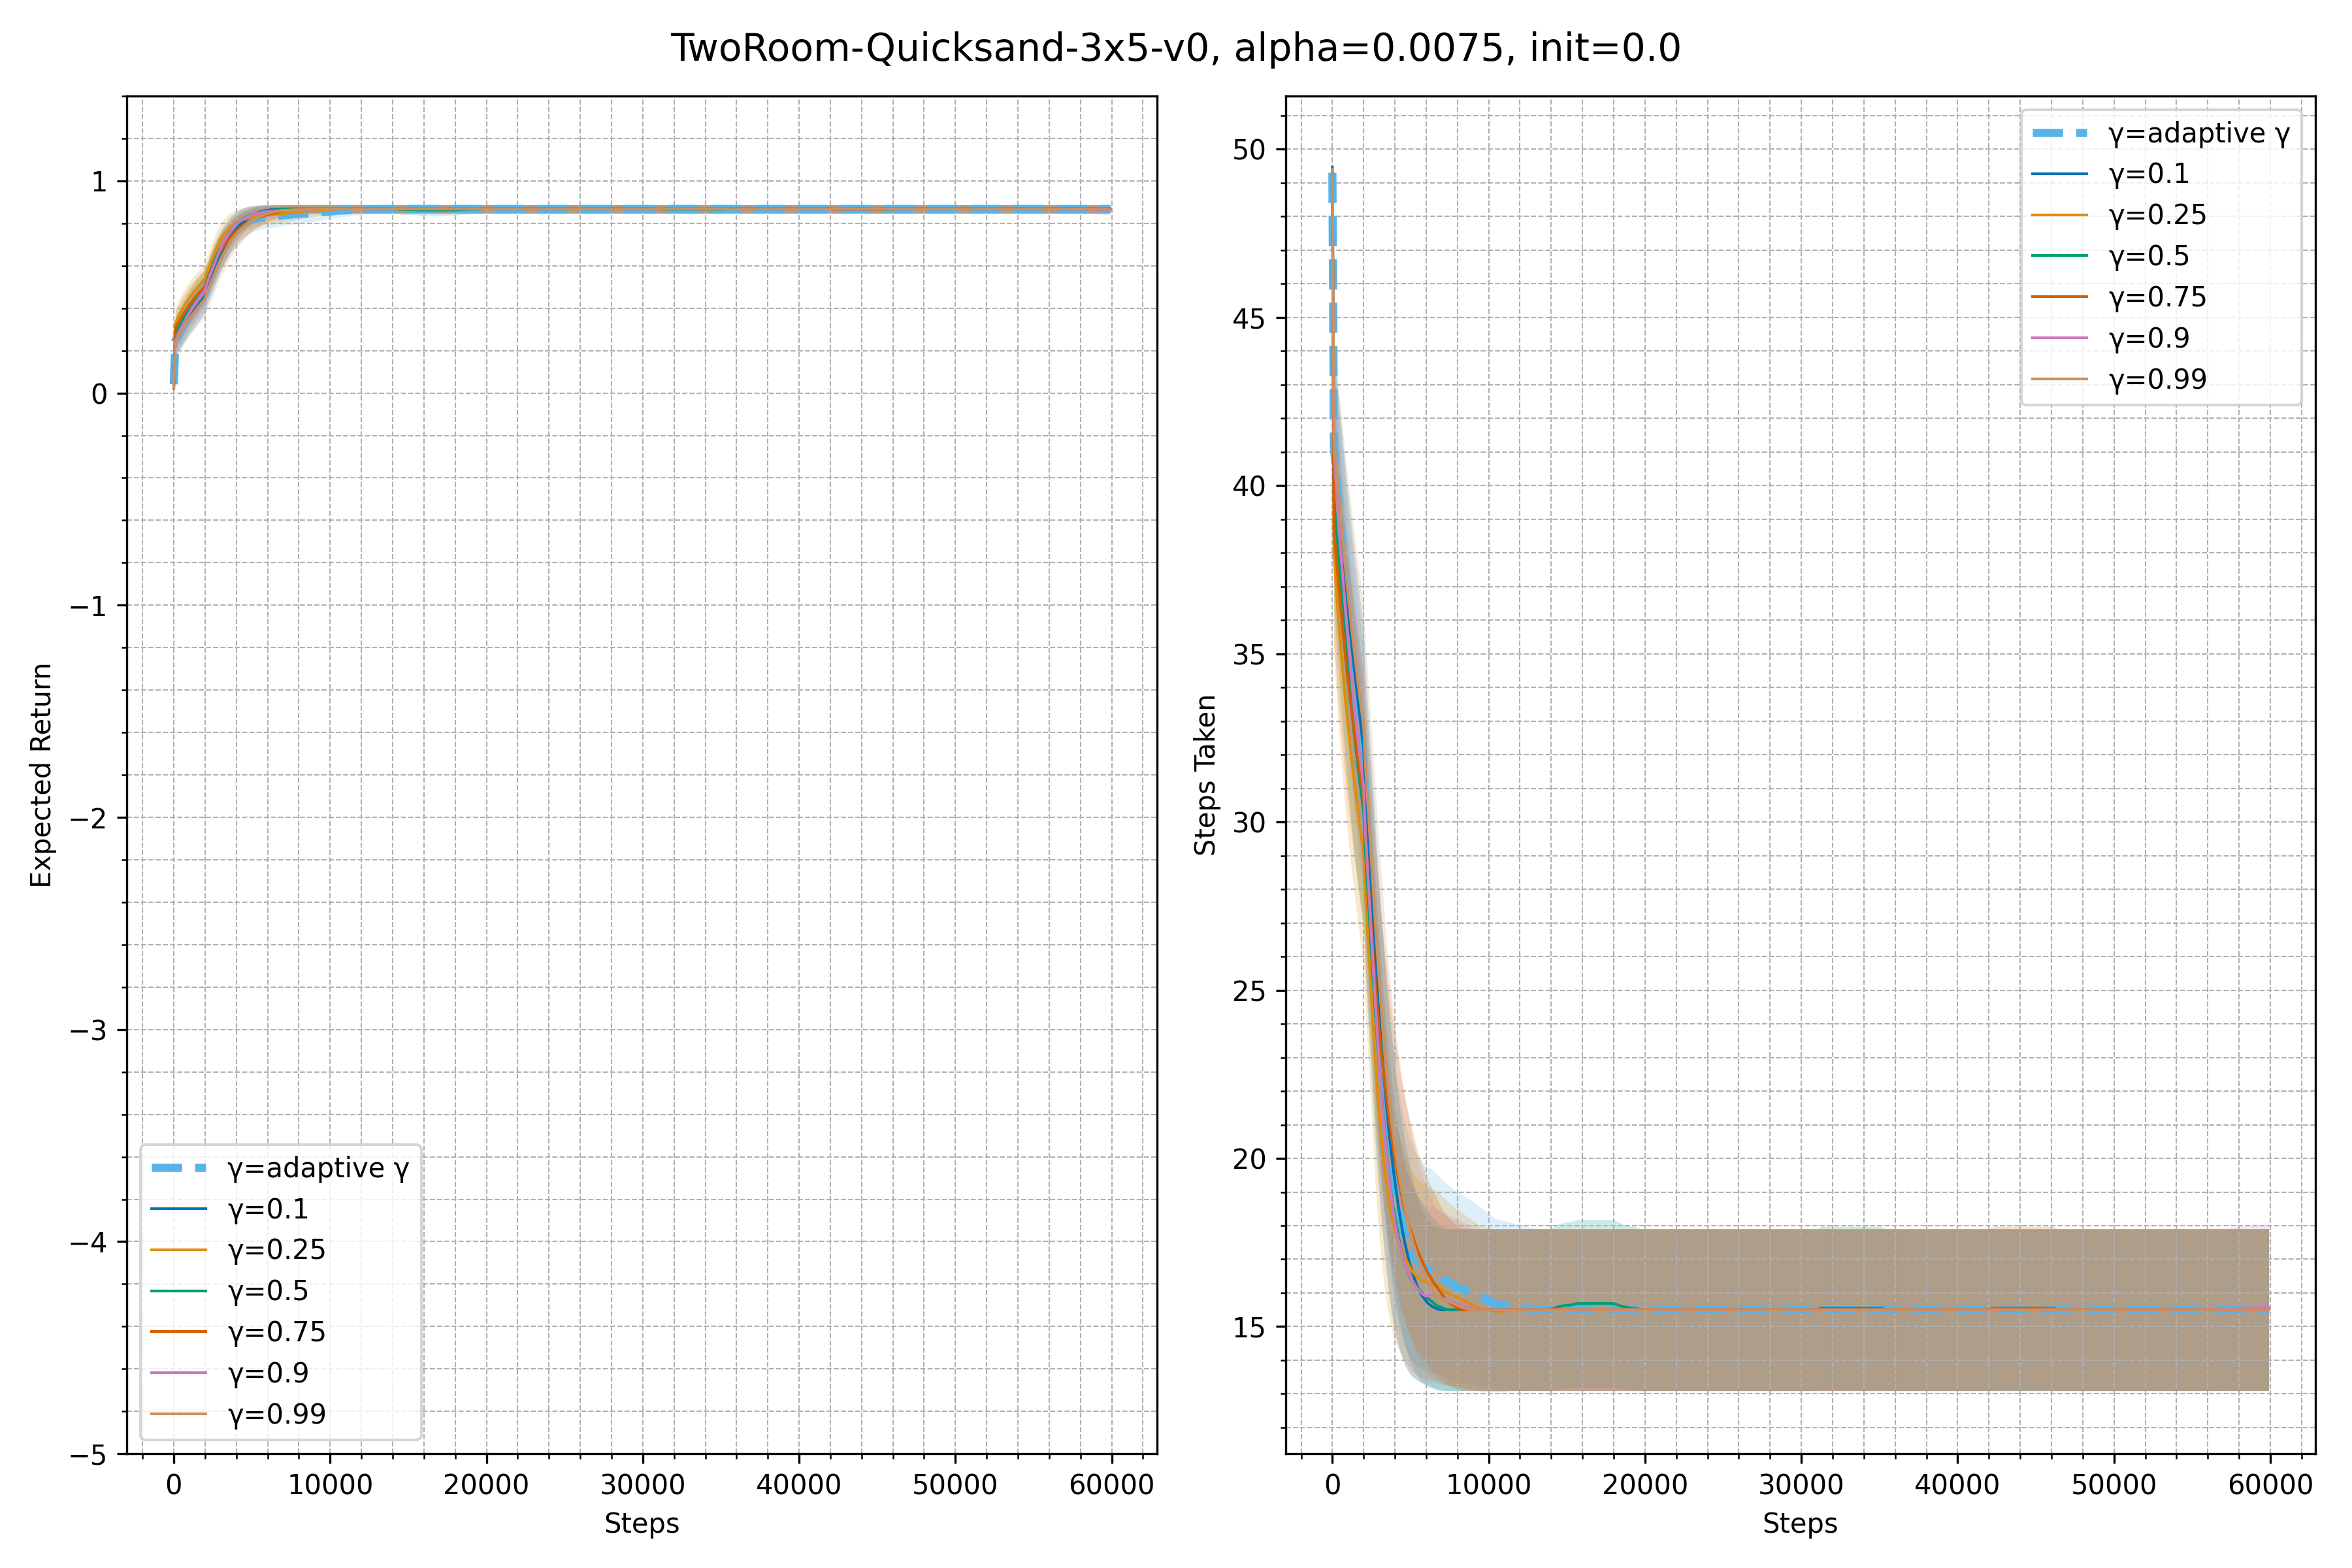 TwoRoom-Quicksand-3x5-v0, alpha=0.0075, init=0.0
Expected Return
1
0
−1
−2
−3
−4
−5
γ=adaptive γ
γ=0.1
γ=0.25
γ=0.5
γ=0.75
γ=0.9
γ=0.99
0 10000 20000 30000 40000 50000 60000
Steps
Steps Taken
50
45
40
35
30
25
20
15
γ=adaptive γ
γ=0.1
γ=0.25
γ=0.5
γ=0.75
γ=0.9
γ=0.99
0 10000 20000 30000 40000 50000 60000
Steps